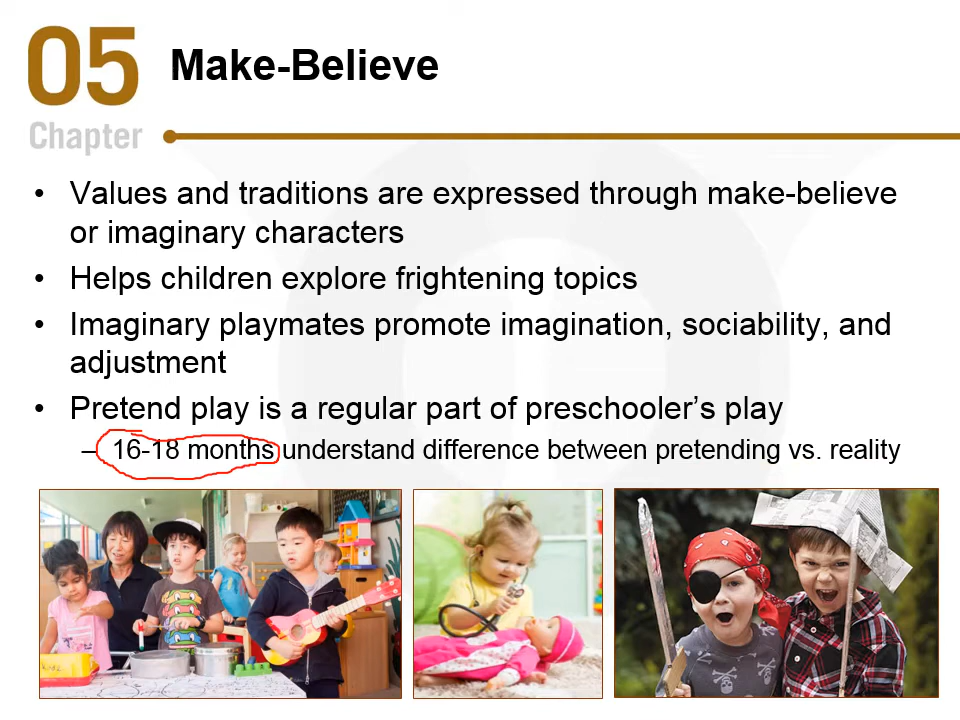 05
Chapter
Make-Believe
• Values and traditions are expressed through make-believe
or imaginary characters
• Helps children explore frightening topics
• Imaginary playmates promote imagination, sociability, and
adjustment
• Pretend play is a regular part of preschooler’s play
– 16-18 months understand difference between pretending vs. reality